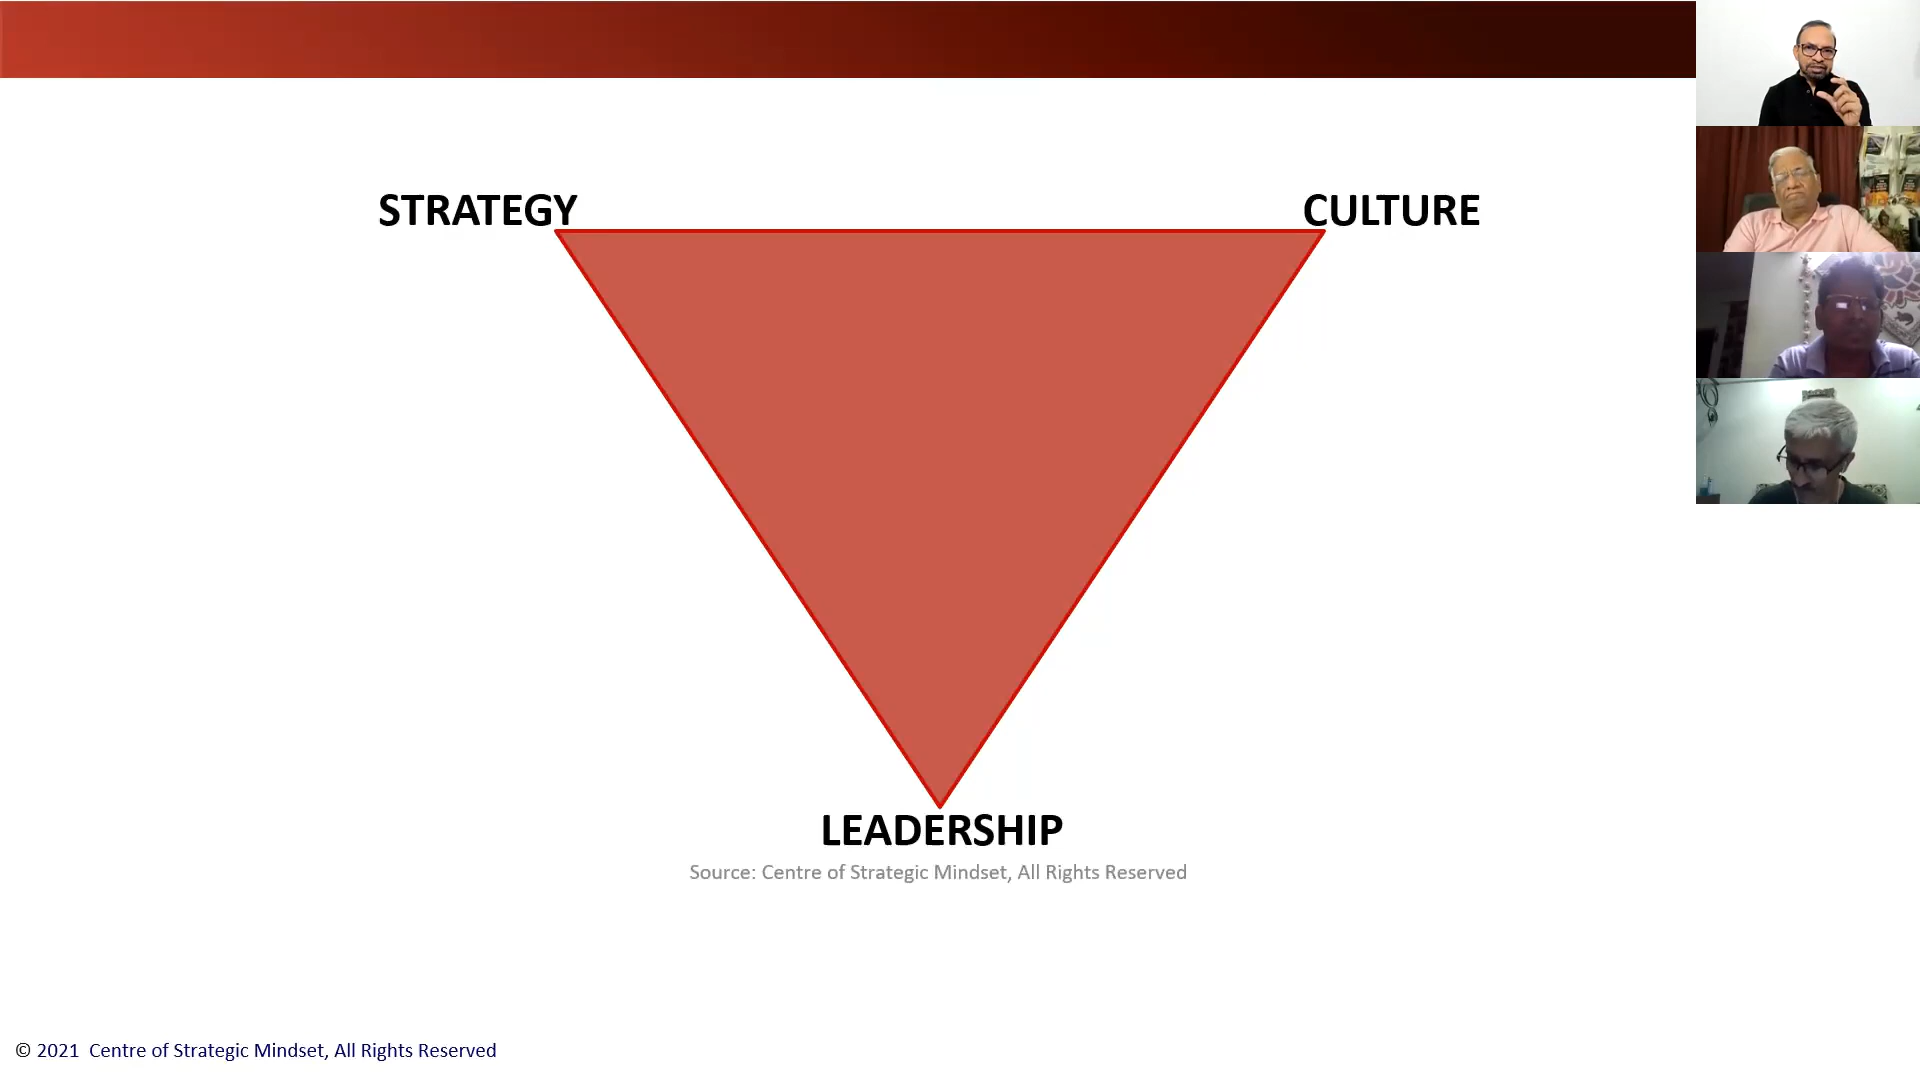 STRATEGY
CULTURE
LEADERSHIP
Source: Centre of Strategic Mindset, All Rights Reserved
© 2021 Centre of Strategic Mindset, All Rights Reserved